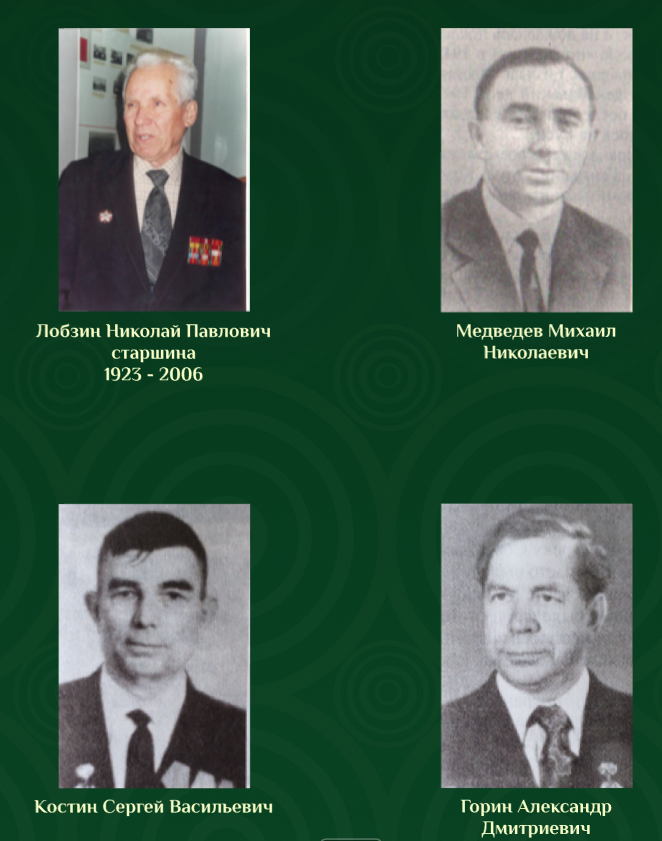 Лобзин Николай Павлович
старшина
1923 - 2006
Медведев Михаил
Николаевич
Костин Сергей Васильевич
Горин Александр
Дмитриевич